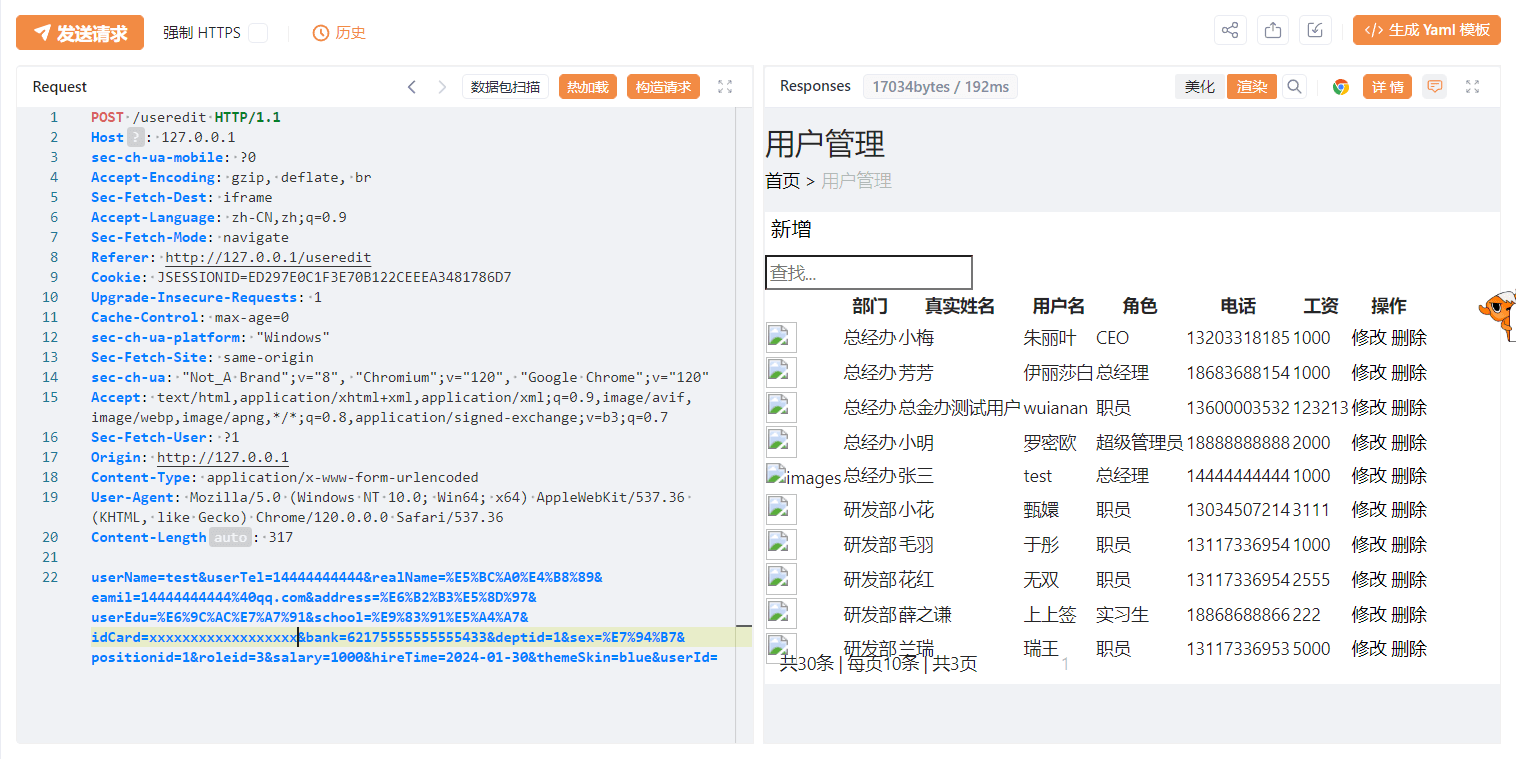 发送请求 强制 HTTPS 历史 </> 生成 Yaml 模板
Request 数据包扫描 热加载 构造请求
1 POST /useredit HTTP/1.1
2 Host ? : 127.0.0.1
3 sec-ch-ua-mobile: ?0
4 Accept-Encoding: gzip, deflate, br
5 Sec-Fetch-Dest: iframe
6 Accept-Language: zh-CN,zh;q=0.9
7 Sec-Fetch-Mode: navigate
8 Referer: http://127.0.0.1/useredit
9 Cookie: JSESSIONID=ED297E0C1F3E70B122CEEEA3481786D7
10 Upgrade-Insecure-Requests: 1
11 Cache-Control: max-age=0
12 sec-ch-ua-platform: "Windows"
13 Sec-Fetch-Site: same-origin
14 sec-ch-ua: "Not_A Brand";v="8", "Chromium";v="120", "Google Chrome";v="120"
15 Accept: text/html,application/xhtml+xml,application/xml;q=0.9,image/avif,
image/webp,image/apng,*/*;q=0.8,application/signed-exchange;v=b3;q=0.7
16 Sec-Fetch-User: ?1
17 Origin: http://127.0.0.1
18 Content-Type: application/x-www-form-urlencoded
19 User-Agent: Mozilla/5.0 (Windows NT 10.0; Win64; x64) AppleWebKit/537.36
(KHTML, like Gecko) Chrome/120.0.0.0 Safari/537.36
20 Content-Length auto : 317
21
22 userName=test&userTel=14444444444&realName=%E5%BC%A0%E4%B8%89&
eamil=14444444444%40qq.com&address=%E6%B2%B3%E5%8D%97&
userEdu=%E6%9C%AC%E7%A7%91&school=%E9%83%91%E5%A4%A7&
idCard=xxxxxxxxxxxxxxxxxx&bank=62175555555555433&deptid=1&sex=%E7%94%B7&
positionid=1&roleid=3&salary=1000&hireTime=2024-01-30&themeSkin=blue&userId=
Responses 17034bytes / 192ms 美化 渲染 详情
用户管理
首页 > 用户管理
新增
查找...
部门 真实姓名 用户名 角色 电话 工资 操作
总经办 小梅 朱丽叶 CEO 13203318185 1000 修改 删除
总经办 芳芳 伊丽莎白 总经理 18683688154 1000 修改 删除
总经办 总金办测试用户 wuianan 职员 13600003532 123213 修改 删除
总经办 小明 罗密欧 超级管理员 18888888888 2000 修改 删除
images 总经办 张三 test 总经理 14444444444 1000 修改 删除
研发部 小花 甄嬛 职员 13034507214 3111 修改 删除
研发部 毛羽 于彤 职员 13117336954 1000 修改 删除
研发部 花红 无双 职员 13117336954 2555 修改 删除
研发部 薛之谦 上上签 实习生 18868688866 222 修改 删除
研发部 兰瑞 瑞王 职员 13117336953 5000 修改 删除
共30条 | 每页10条 | 共3页 1